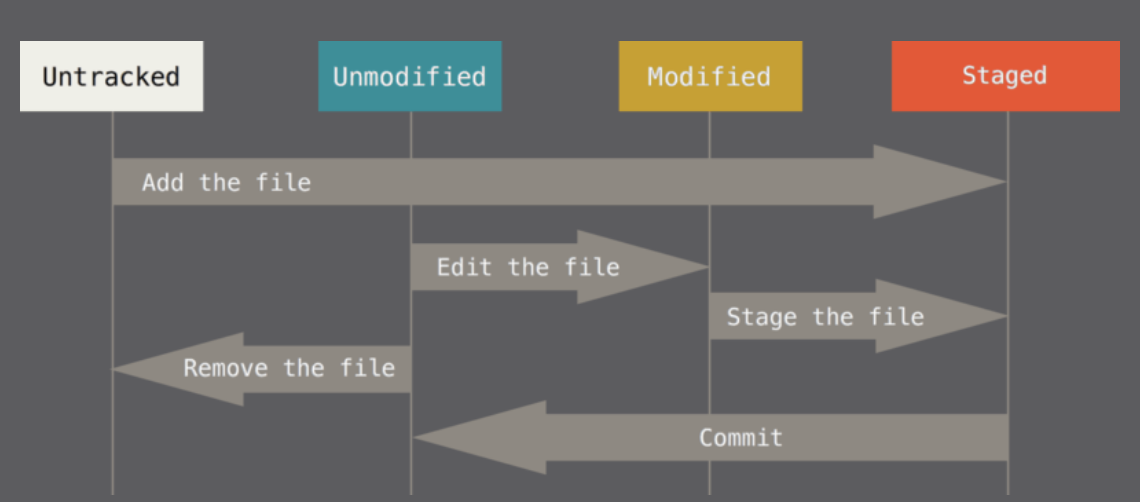 Untracked
Unmodified
Modified
Staged
Add the file
Edit the file
Stage the file
Remove the file
Commit